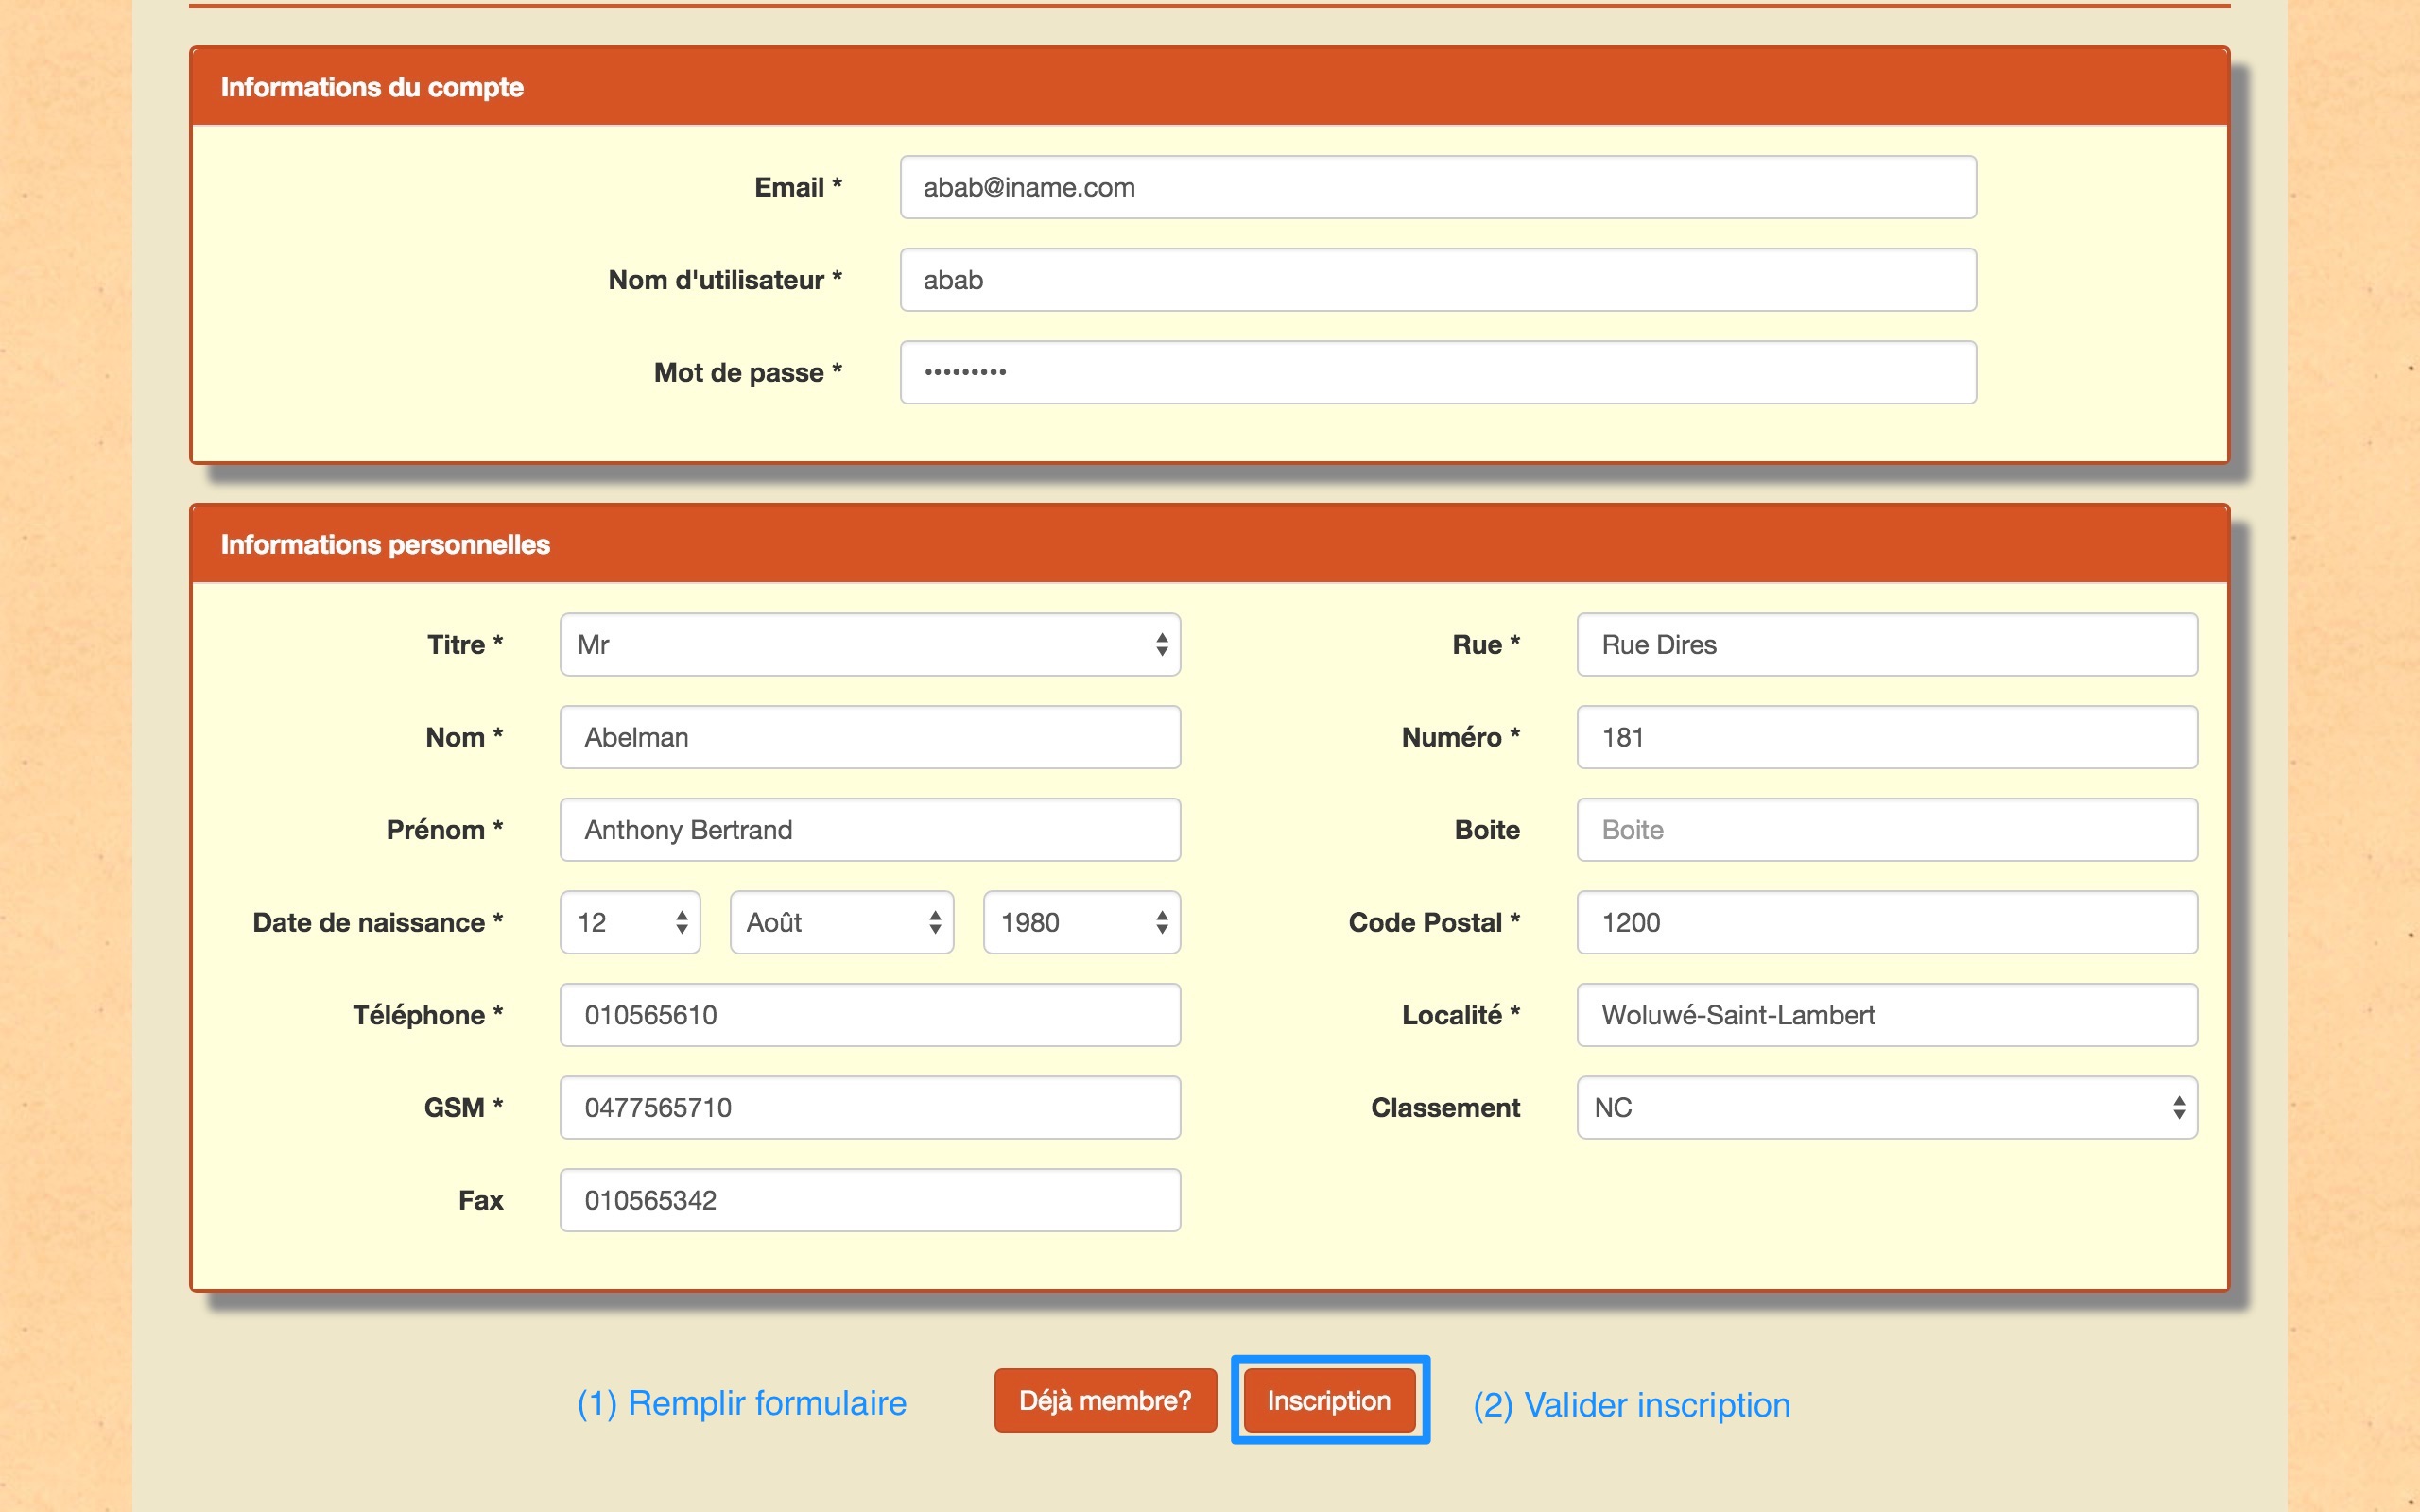 Informations du compte
Email * abab@iname.com
Nom d'utilisateur * abab
Mot de passe * •••••••••
Informations personnelles
Titre * Mr
Nom * Abelman
Prénom * Anthony Bertrand
Date de naissance * 12 Août 1980
Téléphone * 010565610
GSM * 0477565710
Fax 010565342
Rue * Rue Dires
Numéro * 181
Boite Boite
Code Postal * 1200
Localité * Woluwé-Saint-Lambert
Classement NC
(1) Remplir formulaire Déjà membre? Inscription (2) Valider inscription